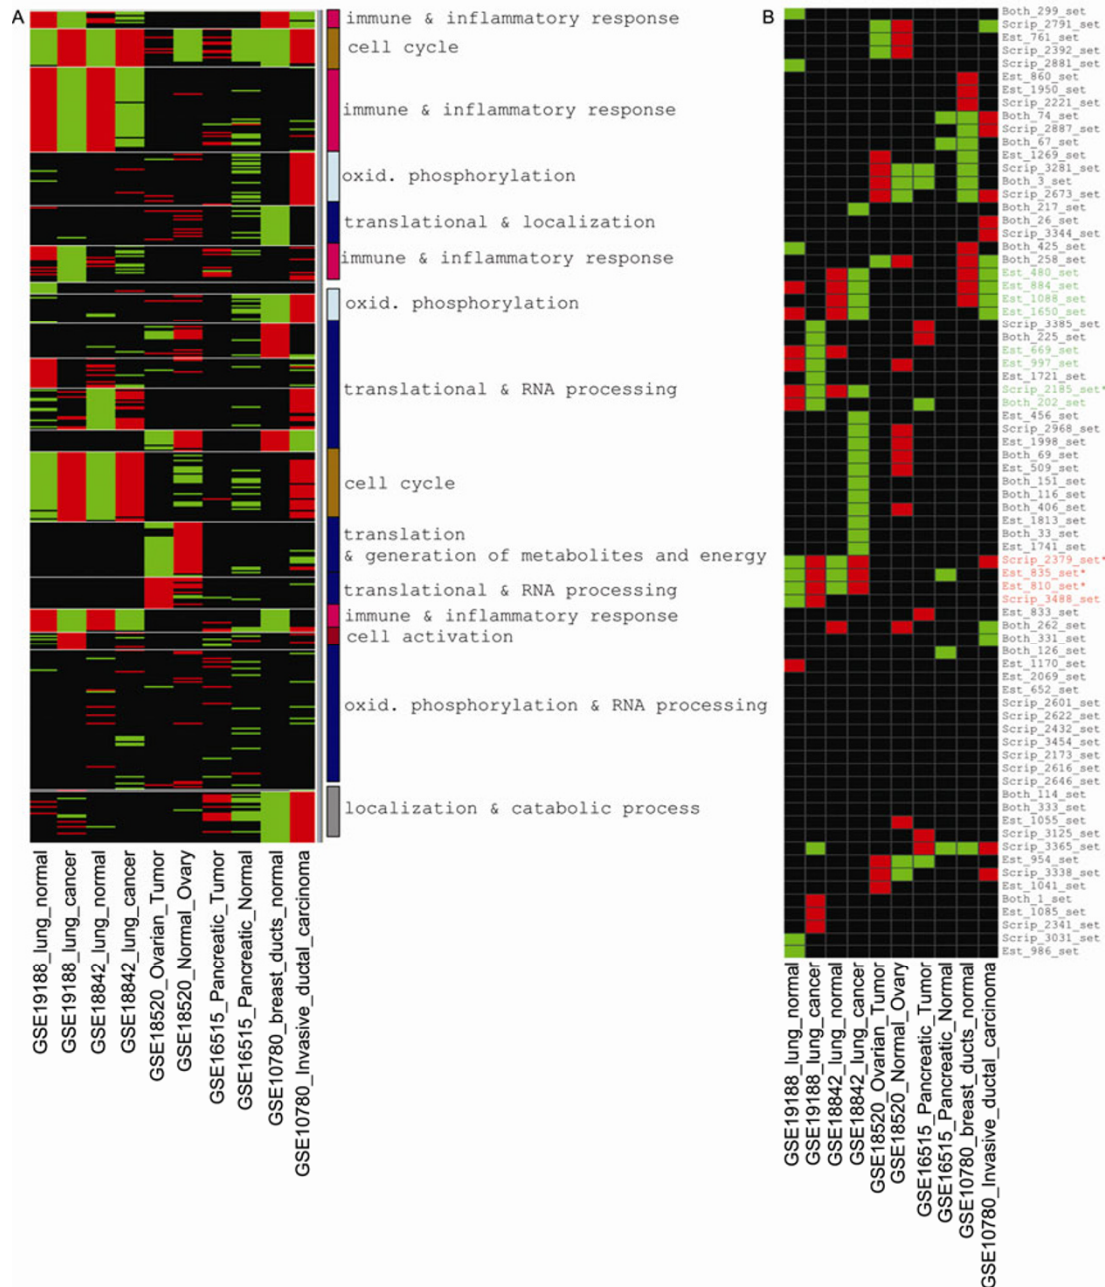 A
immune & inflammatory response
cell cycle
immune & inflammatory response
oxid. phosphorylation
translational & localization
immune & inflammatory response
oxid. phosphorylation
translational & RNA processing
cell cycle
translation
& generation of metabolites and energy
translational & RNA processing
immune & inflammatory response
cell activation
oxid. phosphorylation & RNA processing
localization & catabolic process
GSE19188_lung_normal
GSE19188_lung_cancer
GSE18842_lung_normal
GSE18842_lung_cancer
GSE18520_Ovarian_Tumor
GSE18520_Normal_Ovary
GSE16515_Pancreatic_Tumor
GSE16515_Pancreatic_Normal
GSE10780_breast_ducts_normal
GSE10780_Invasive_ductal_carcinoma
B
Both_299_set
Scrip_2791_set
Est_761_set
Scrip_2392_set
Scrip_2881_set
Est_860_set
Est_1950_set
Scrip_2221_set
Both_74_set
Scrip_2887_set
Both_67_set
Est_1269_set
Scrip_3281_set
Both_3_set
Scrip_2673_set
Both_217_set
Both_26_set
Scrip_3344_set
Both_425_set
Both_258_set
Est_480_set
Est_884_set
Est_1088_set
Est_1650_set
Scrip_3385_set
Both_225_set
Est_669_set
Est_997_set
Est_1721_set
Scrip_2185_set*
Both_202_set
Est_456_set
Scrip_2968_set
Est_1998_set
Both_69_set
Est_509_set
Both_151_set
Both_116_set
Both_406_set
Est_1813_set
Both_33_set
Est_1741_set
Scrip_2379_set*
Est_835_set*
Est_810_set*
Scrip_3488_set
Est_833_set
Both_262_set
Both_331_set
Both_126_set
Est_1170_set
Est_2069_set
Est_652_set
Scrip_2601_set
Scrip_2622_set
Scrip_2432_set
Scrip_3454_set
Scrip_2173_set
Scrip_2616_set
Scrip_2646_set
Both_114_set
Both_333_set
Est_1055_set
Scrip_3125_set
Scrip_3365_set
Est_954_set
Scrip_3338_set
Est_1041_set
Both_1_set
Est_1085_set
Scrip_2341_set
Scrip_3031_set
Est_986_set
GSE19188_lung_normal
GSE19188_lung_cancer
GSE18842_lung_normal
GSE18842_lung_cancer
GSE18520_Ovarian_Tumor
GSE18520_Normal_Ovary
GSE16515_Pancreatic_Tumor
GSE16515_Pancreatic_Normal
GSE10780_breast_ducts_normal
GSE10780_Invasive_ductal_carcinoma